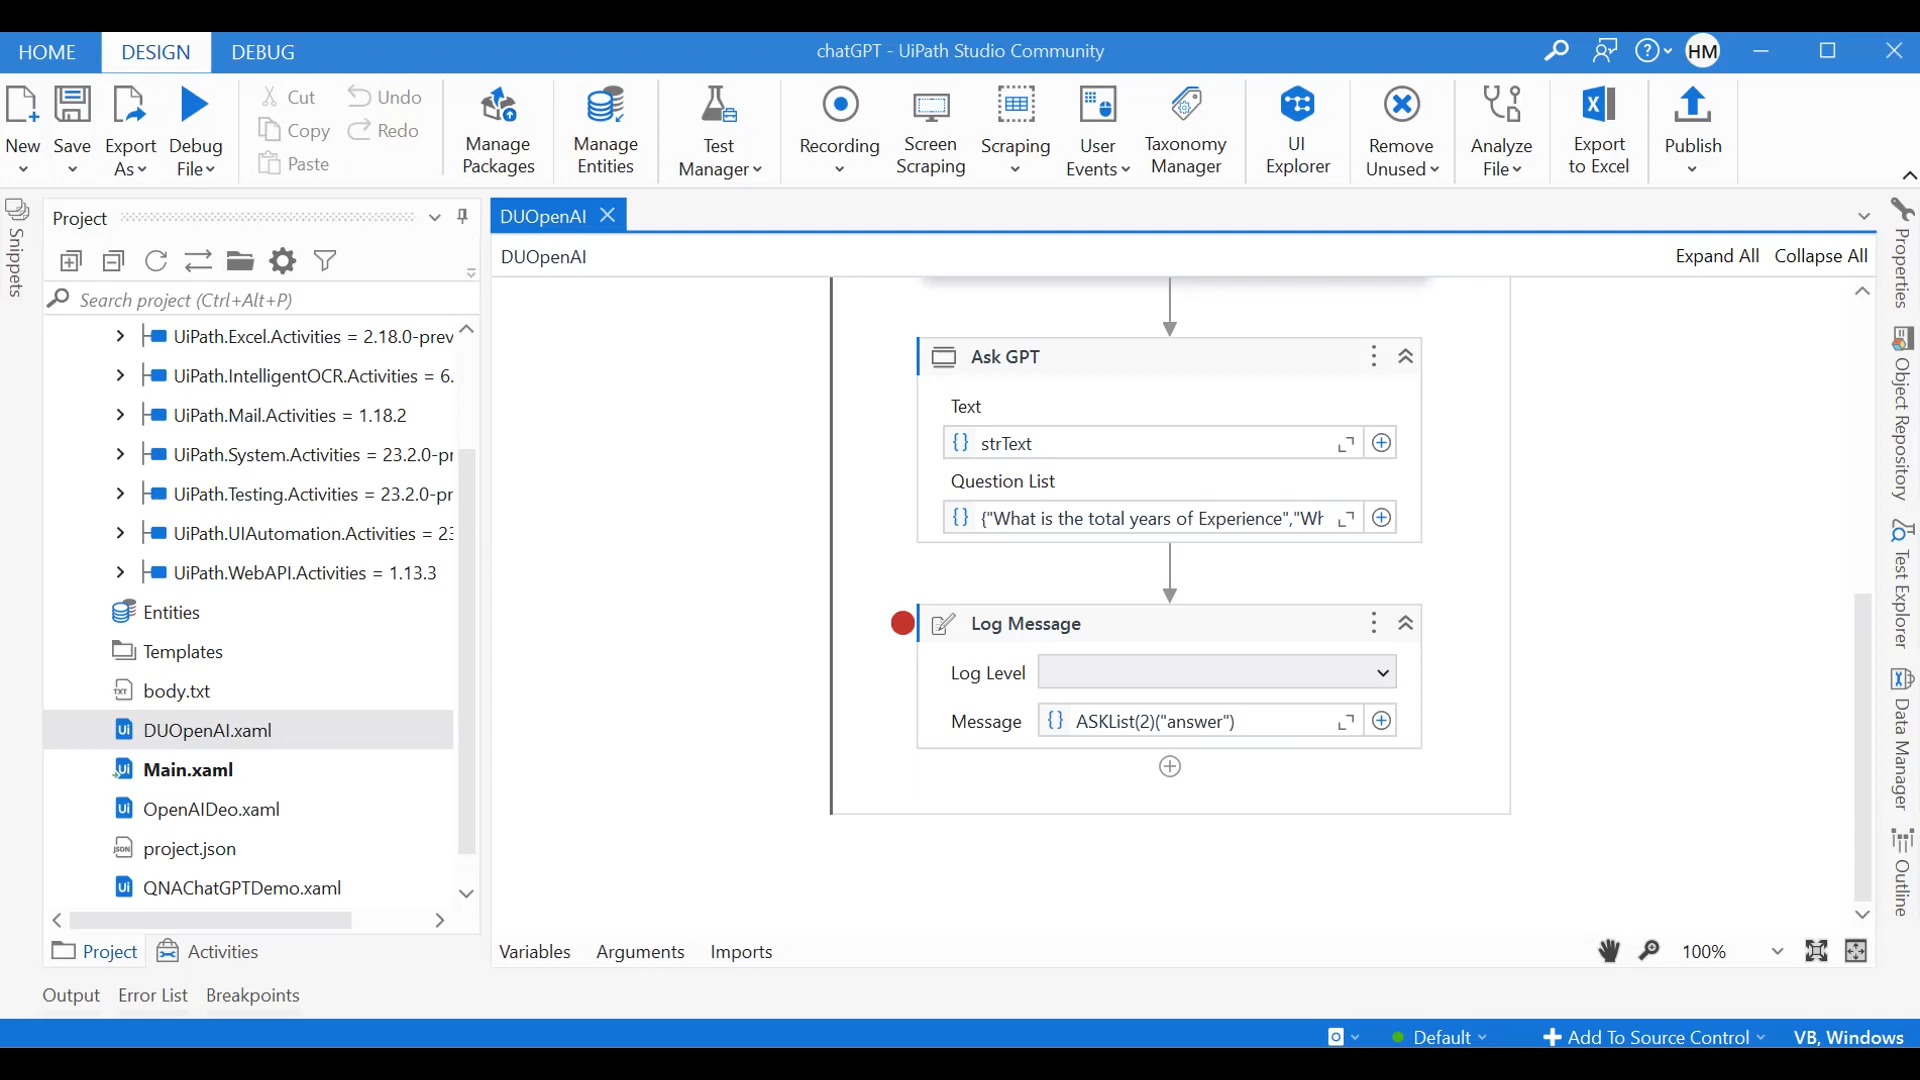 HOME
DESIGN
DEBUG
chatGPT - UiPath Studio Community
HM
New
Save
Export As
Debug File
Cut
Copy
Paste
Undo
Redo
Manage Packages
Manage Entities
Test Manager
Recording
Screen Scraping
Scraping
User Events
Taxonomy Manager
UI Explorer
Remove Unused
Analyze File
Export to Excel
Publish
Snippets
Project
Search project (Ctrl+Alt+P)
UiPath.Excel.Activities = 2.18.0-prev
UiPath.IntelligentOCR.Activities = 6.
UiPath.Mail.Activities = 1.18.2
UiPath.System.Activities = 23.2.0-pr
UiPath.Testing.Activities = 23.2.0-pr
UiPath.UIAutomation.Activities = 23
UiPath.WebAPI.Activities = 1.13.3
Entities
Templates
body.txt
DUOpenAI.xaml
Main.xaml
OpenAIDeo.xaml
project.json
QNAChatGPTDemo.xaml
Project
Activities
DUOpenAI
DUOpenAI
Expand All
Collapse All
Ask GPT
Text
strText
Question List
{"What is the total years of Experience","Wh
Log Message
Log Level
Message
ASKList(2)("answer")
Variables
Arguments
Imports
100%
Properties
Object Repository
Test Explorer
Data Manager
Outline
Output
Error List
Breakpoints
Default
Add To Source Control
VB, Windows